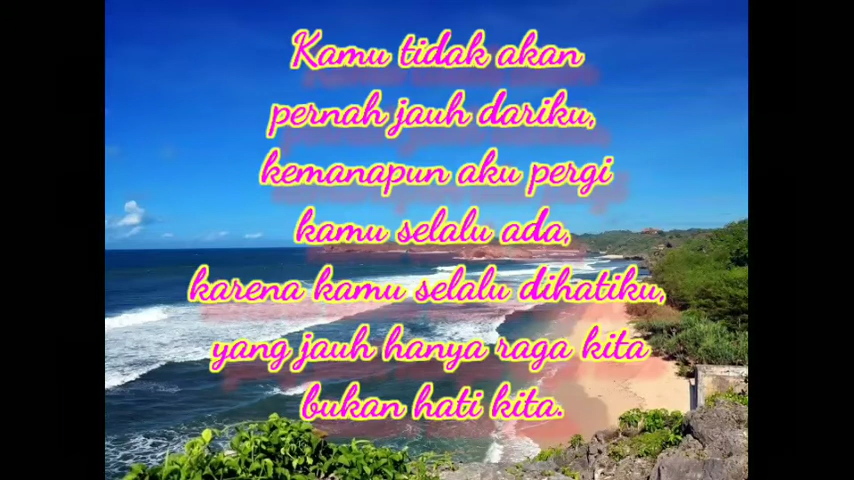 Kamu tidak akan
pernah jauh dariku,
kemanapun aku pergi
kamu selalu ada,
karena kamu selalu dihatiku,
yang jauh hanya raga kita
bukan hati kita.